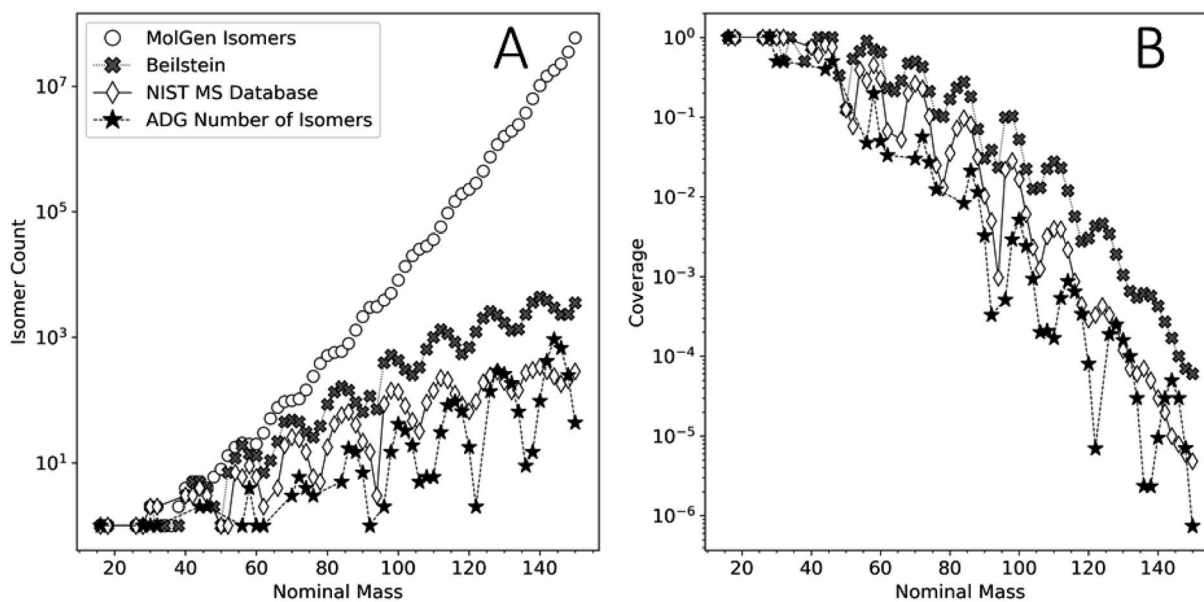 A
MolGen Isomers
Beilstein
NIST MS Database
ADG Number of Isomers
10^7
10^5
10^3
10^1
Isomer Count
20 40 60 80 100 120 140
Nominal Mass
B
10^0
10^-1
10^-2
10^-3
10^-4
10^-5
10^-6
Coverage
20 40 60 80 100 120 140
Nominal Mass